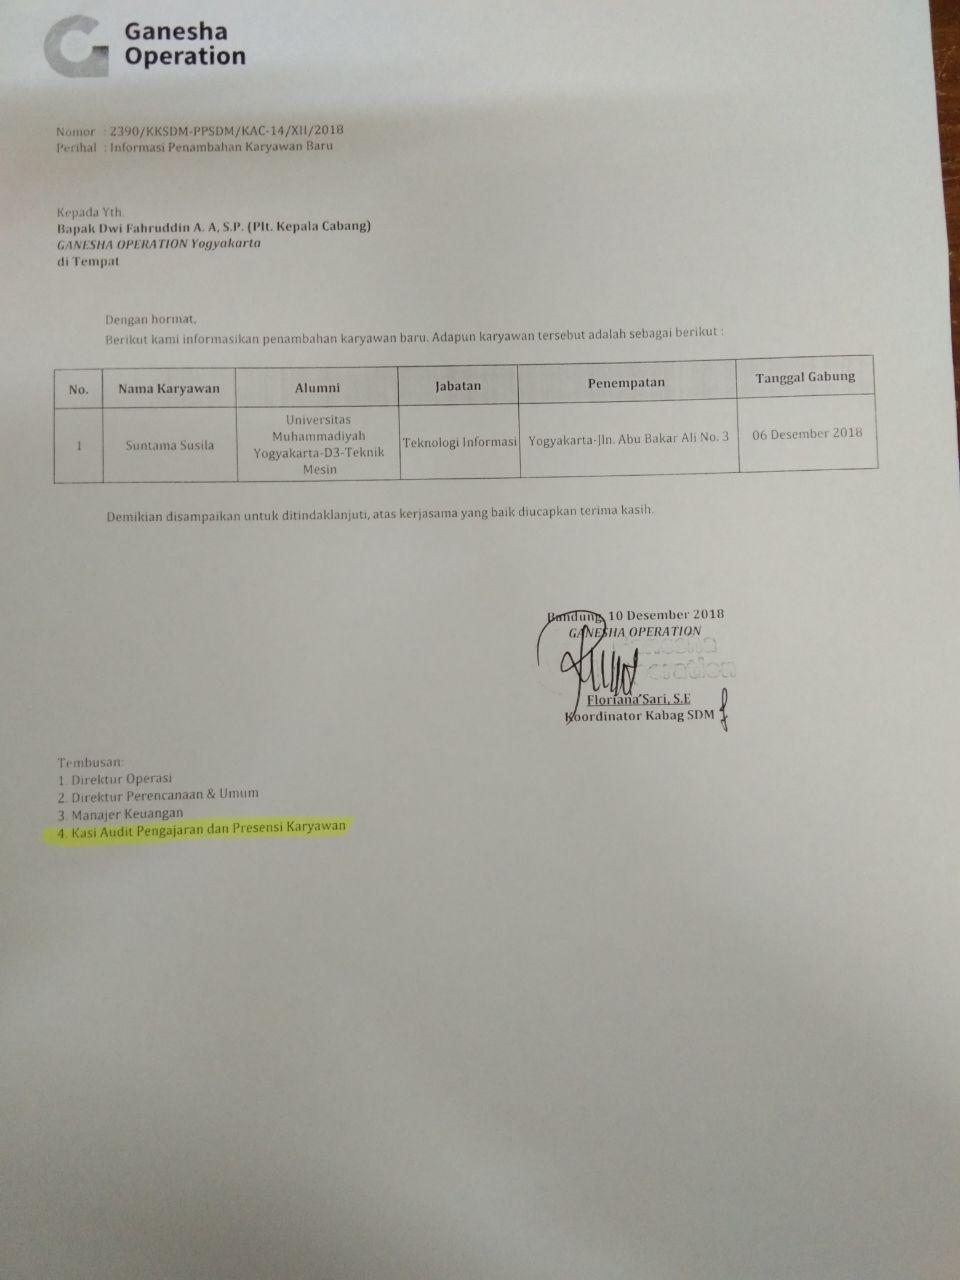 Ganesha
Operation
Nomor : 2390/KKSDM-PPSDM/KAC-14/XII/2018
Perihal : Informasi Penambahan Karyawan Baru
Kepada Yth.
Bapak Dwi Fahruddin A. A, S.P. (Plt. Kepala Cabang)
GANESHA OPERATION Yogyakarta
di Tempat
Dengan hormat,
Berikut kami informasikan penambahan karyawan baru. Adapun karyawan tersebut adalah sebagai berikut :
No. Nama Karyawan Alumni Jabatan Penempatan Tanggal Gabung
1 Suntama Susila Universitas Muhammadiyah Yogyakarta-D3-Teknik Mesin Teknologi Informasi Yogyakarta-Jln. Abu Bakar Ali No. 3 06 Desember 2018
Demikian disampaikan untuk ditindaklanjuti, atas kerjasama yang baik diucapkan terima kasih.
Bandung, 10 Desember 2018
GANESHA OPERATION
Floriana Sari, S.E
Koordinator Kabag SDM
Tembusan:
1. Direktur Operasi
2. Direktur Perencanaan & Umum
3. Manajer Keuangan
4. Kasi Audit Pengajaran dan Presensi Karyawan